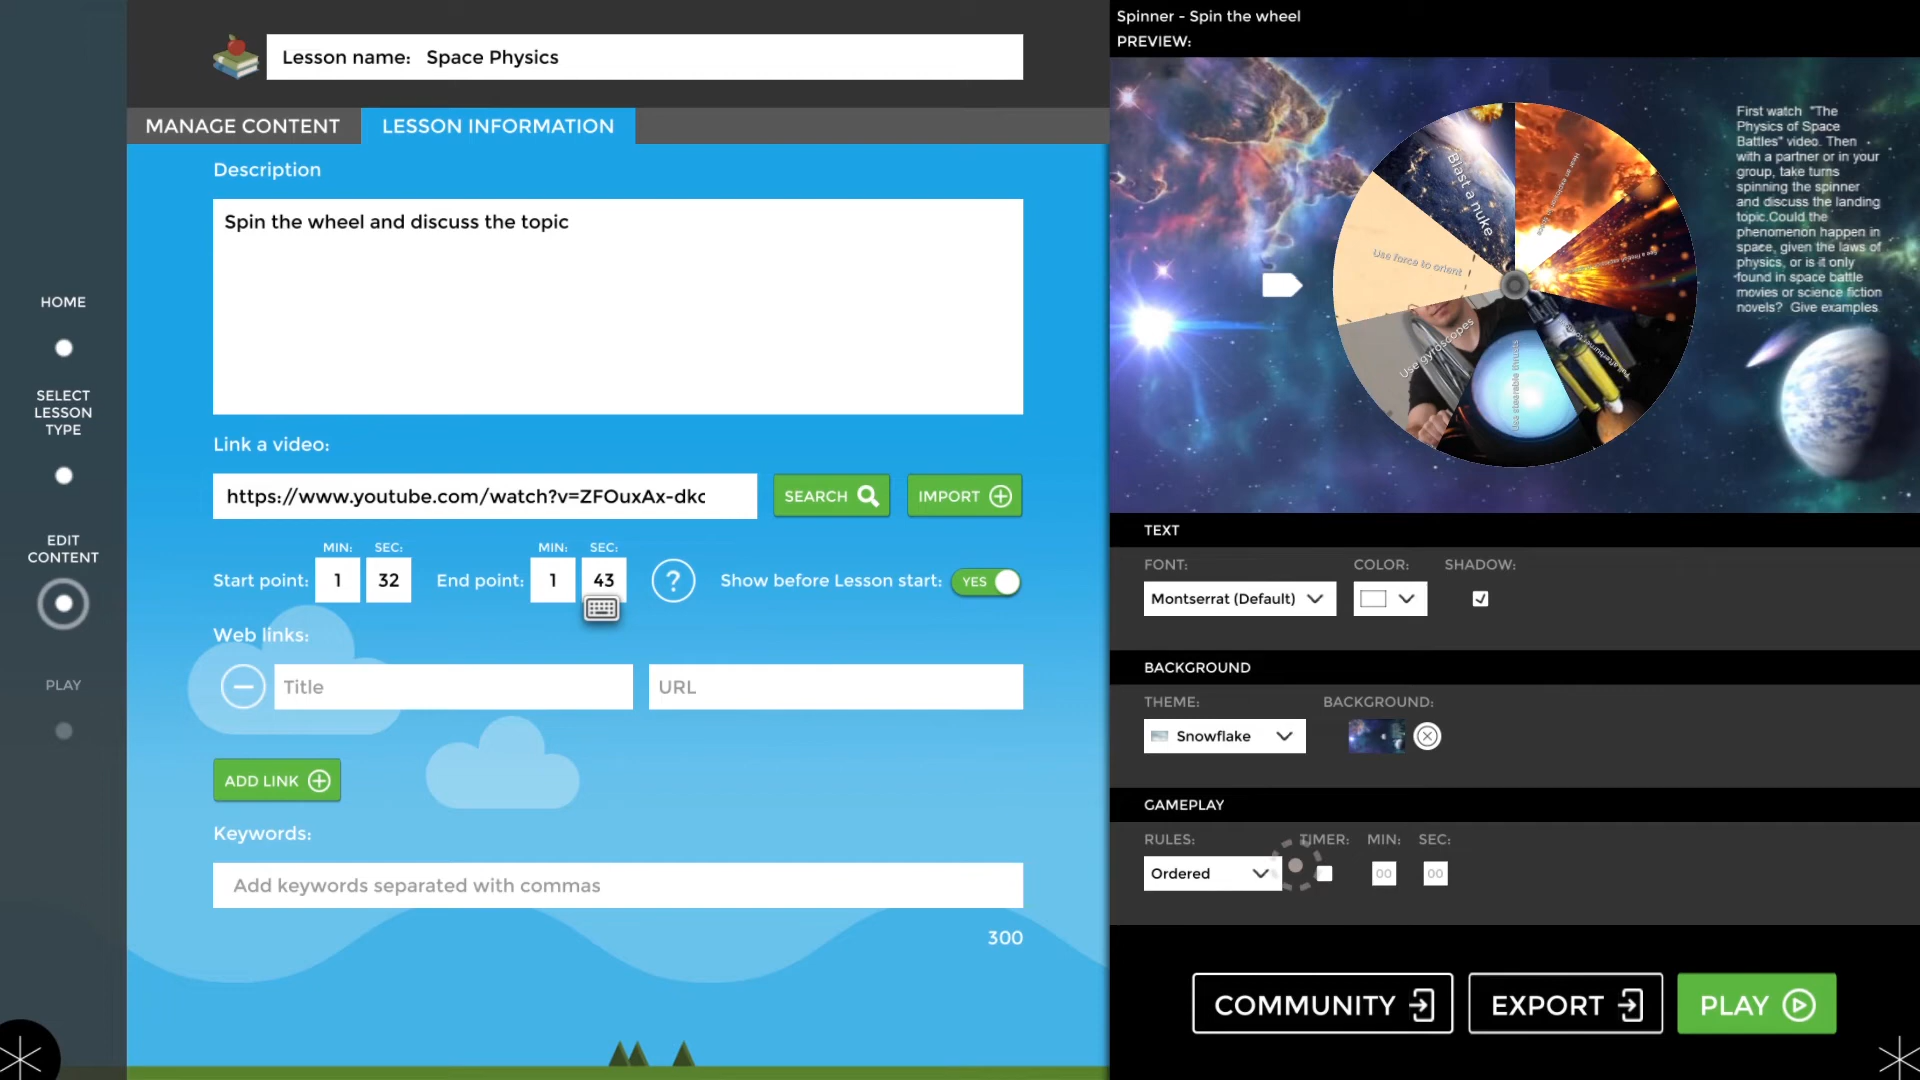 Spinner - Spin the wheel
PREVIEW:
Lesson name: Space Physics
MANAGE CONTENT
LESSON INFORMATION
Description
Spin the wheel and discuss the topic
Link a video:
https://www.youtube.com/watch?v=ZFOuxAx-dkc
SEARCH
IMPORT
MIN: SEC: MIN: SEC:
Start point: 1 32 End point: 1 43 ? Show before Lesson start: YES
Web links:
Title URL
ADD LINK
Keywords:
Add keywords separated with commas
300
HOME
SELECT
LESSON
TYPE
EDIT
CONTENT
PLAY
Blast a nuke
Use force to orient
Use gyroscopes
Use steerable thrusts
First watch "The
Physics of Space
Battles" video. Then
with a partner or in your
group, take turns
spinning the spinner
and discuss the landing
topic.Could the
phenomenon happen in
space, given the laws of
physics, or is it only
found in space battle
movies or science fiction
novels? Give examples
TEXT
FONT: COLOR: SHADOW:
Montserrat (Default)
BACKGROUND
THEME: BACKGROUND:
Snowflake
GAMEPLAY
RULES: TIMER: MIN: SEC:
Ordered 00 00
COMMUNITY
EXPORT
PLAY